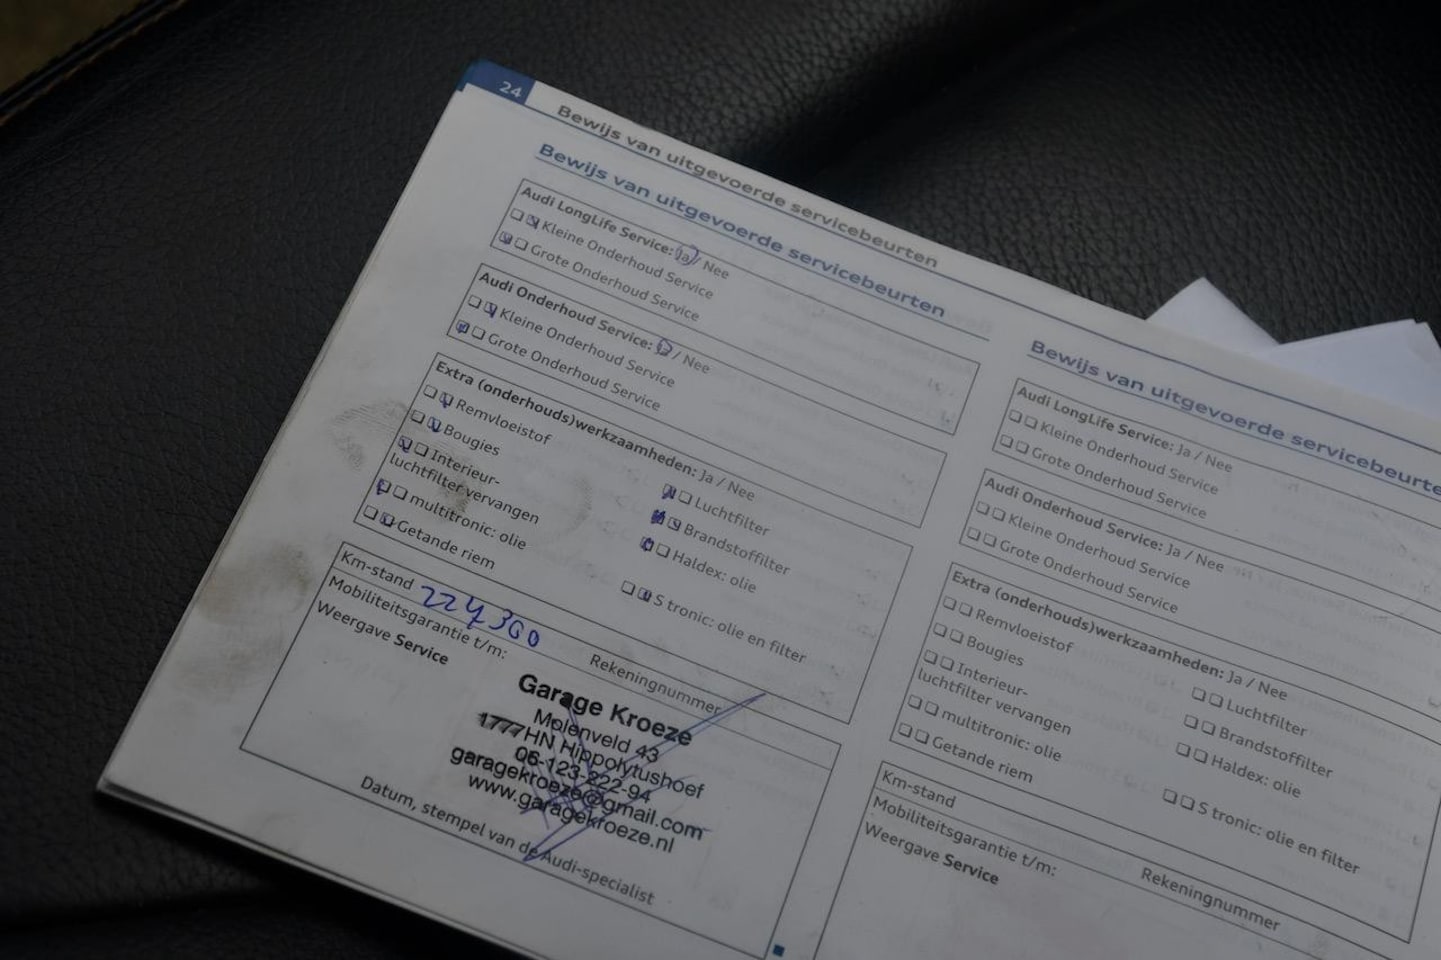 24
Bewijs van uitgevoerde servicebeurten
Bewijs van uitgevoerde servicebeurten
Audi LongLife Service: Ja / Nee
Kleine Onderhoud Service
Grote Onderhoud Service
Audi Onderhoud Service: Ja / Nee
Kleine Onderhoud Service
Grote Onderhoud Service
Extra (onderhouds)werkzaamheden: Ja / Nee
Remvloeistof
Bougies
Interieur-
luchtfilter vervangen
multitronic: olie
Getande riem
Luchtfilter
Brandstoffilter
Haldex: olie
S tronic: olie en filter
Km-stand 224300
Mobiliteitsgarantie t/m:
Rekeningnummer
Weergave Service
Garage Kroeze
Molenveld 43
1777 HN Hippolytushoef
06-123-822-94
garagekroeze@gmail.com
www.garagekroeze.nl
Datum, stempel van de Audi-specialist
Bewijs van uitgevoerde servicebeurte
Audi LongLife Service: Ja / Nee
Kleine Onderhoud Service
Grote Onderhoud Service
Audi Onderhoud Service: Ja / Nee
Kleine Onderhoud Service
Grote Onderhoud Service
Extra (onderhouds)werkzaamheden: Ja / Nee
Remvloeistof
Bougies
Interieur-
luchtfilter vervangen
multitronic: olie
Getande riem
Luchtfilter
Brandstoffilter
Haldex: olie
S tronic: olie en filter
Km-stand
Mobiliteitsgarantie t/m:
Rekeningnummer
Weergave Service